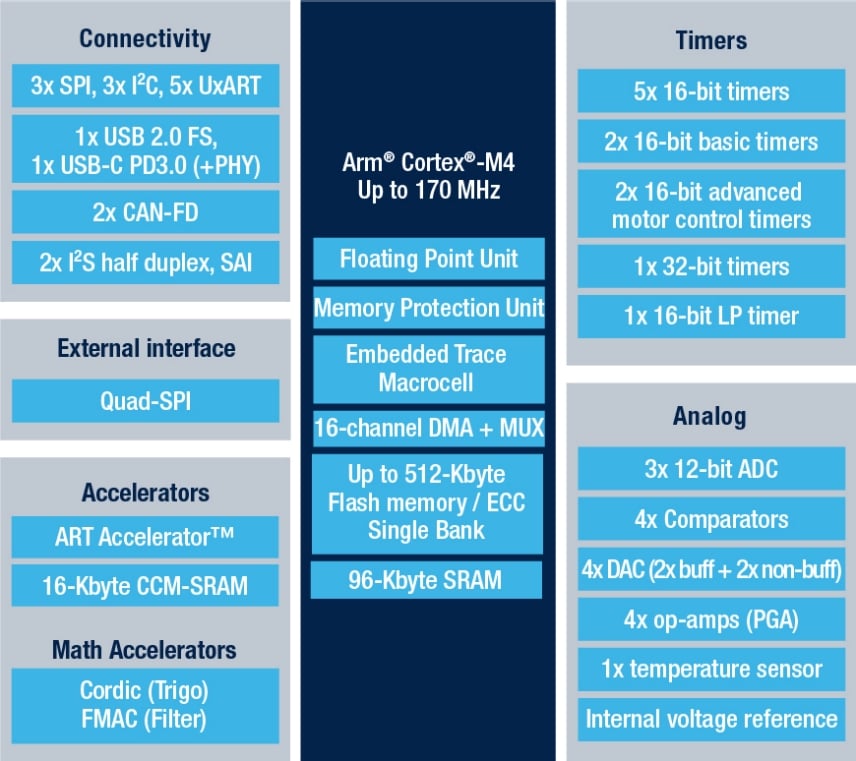 Connectivity
3x SPI, 3x I²C, 5x UxART
1x USB 2.0 FS,
1x USB-C PD3.0 (+PHY)
2x CAN-FD
2x I²S half duplex, SAI
External interface
Quad-SPI
Accelerators
ART Accelerator™
16-Kbyte CCM-SRAM
Math Accelerators
Cordic (Trigo)
FMAC (Filter)
Arm® Cortex®-M4
Up to 170 MHz
Floating Point Unit
Memory Protection Unit
Embedded Trace
Macrocell
16-channel DMA + MUX
Up to 512-Kbyte
Flash memory / ECC
Single Bank
96-Kbyte SRAM
Timers
5x 16-bit timers
2x 16-bit basic timers
2x 16-bit advanced
motor control timers
1x 32-bit timers
1x 16-bit LP timer
Analog
3x 12-bit ADC
4x Comparators
4x DAC (2x buff + 2x non-buff)
4x op-amps (PGA)
1x temperature sensor
Internal voltage reference